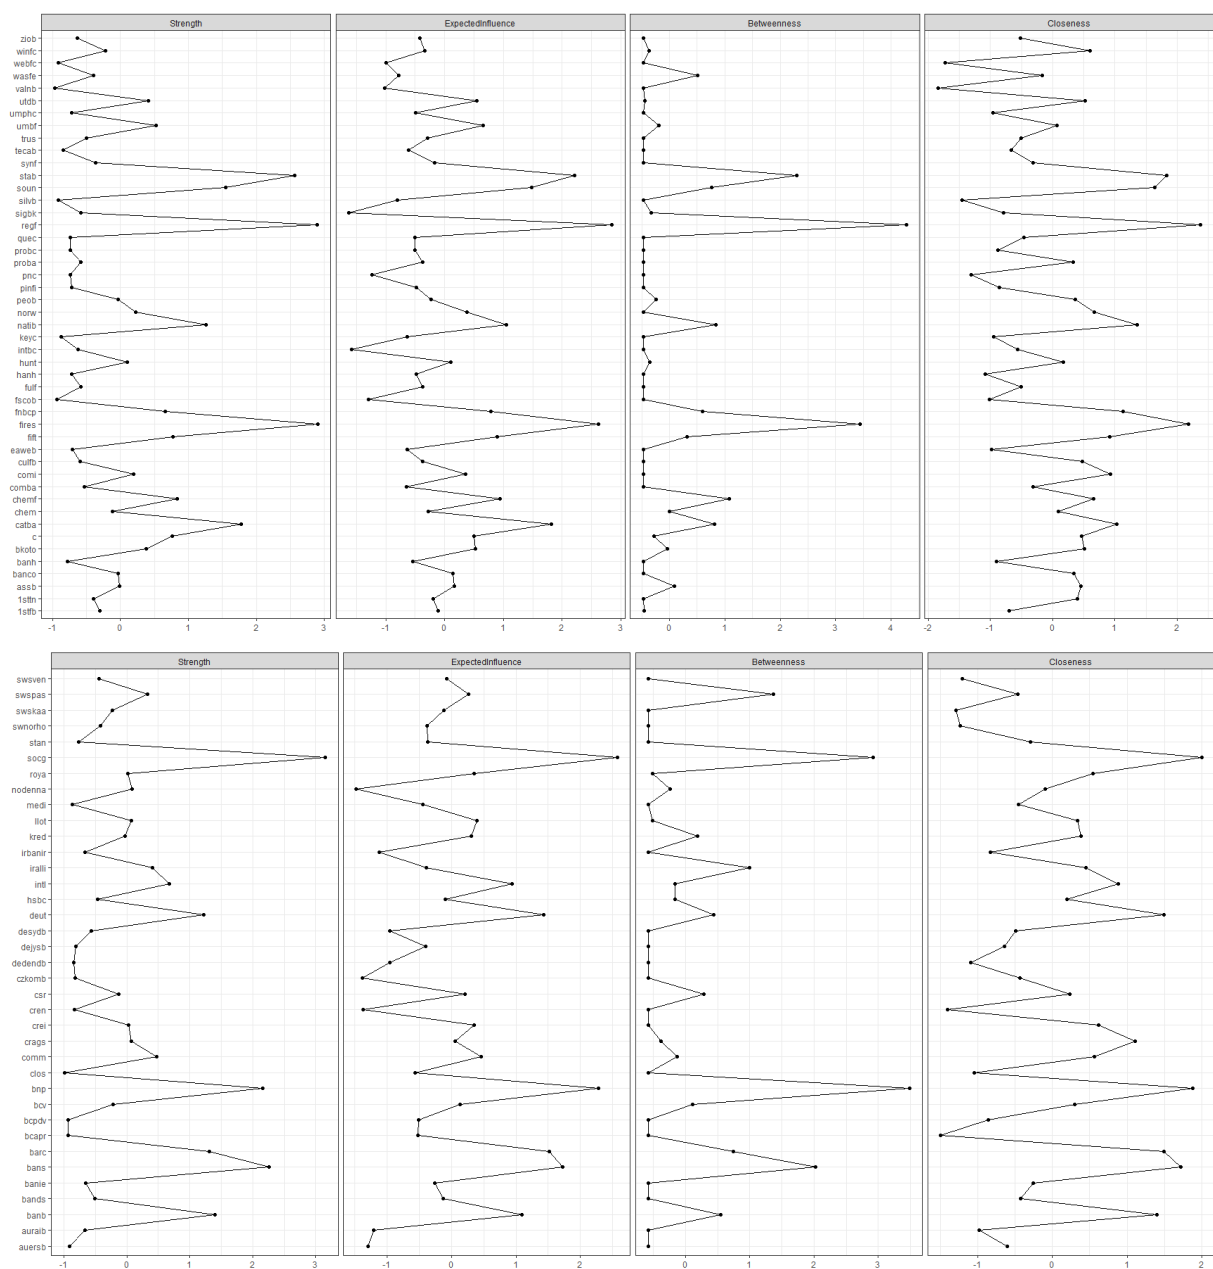 Strength ExpectedInfluence Betweenness Closeness
ziob
winfc
webfc
wasfe
valnb
utdb
umphc
umbf
trus
tecab
synf
stab
soun
silvb
sigbk
regf
quec
probc
proba
pnc
pinfi
peob
norw
natib
keyc
intbc
hunt
hanh
fulf
fscob
fnbcp
fires
fift
eaweb
culfb
comi
comba
chemf
chem
catba
c
bkoto
banh
banco
assb
1sttn
1stfb
-1 0 1 2 3 -1 0 1 2 3 0 1 2 3 4 -2 -1 0 1 2
Strength ExpectedInfluence Betweenness Closeness
swsven
swspas
swskaa
swnorho
stan
socg
roya
nodenna
medi
llot
kred
irbanir
iralli
intl
hsbc
deut
desydb
dejysb
dedendb
czkomb
csr
cren
crei
crags
comm
clos
bnp
bcv
bcpdv
bcapr
barc
bans
banie
bands
banb
auraib
auersb
-1 0 1 2 3 -1 0 1 2 0 1 2 3 -1 0 1 2